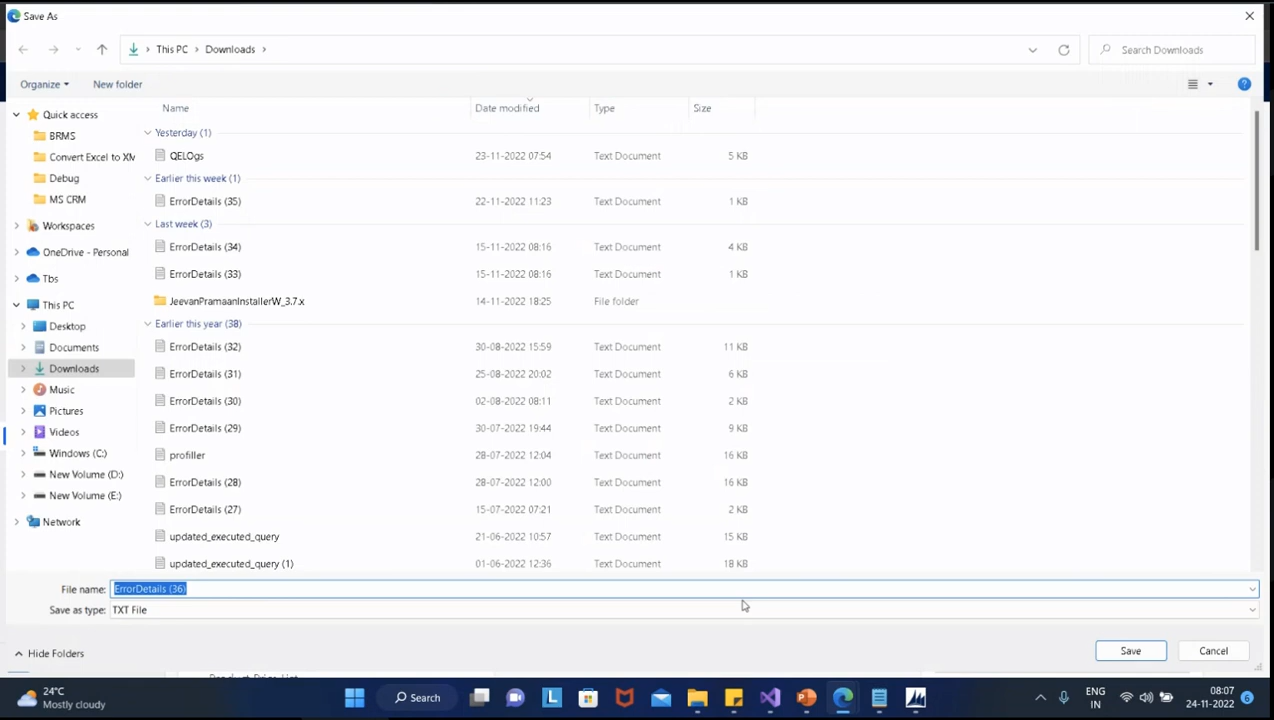 Save As
This PC
Downloads
Search Downloads
Organize
New folder
Name
Date modified
Type
Size
Quick access
BRMS
Convert Excel to XM
Debug
MS CRM
Workspaces
OneDrive - Personal
Tbs
This PC
Desktop
Documents
Downloads
Music
Pictures
Videos
Windows (C:)
New Volume (D:)
New Volume (E:)
Network
Yesterday (1)
QELOgs 23-11-2022 07:54 Text Document 5 KB
Earlier this week (1)
ErrorDetails (35) 22-11-2022 11:23 Text Document 1 KB
Last week (3)
ErrorDetails (34) 15-11-2022 08:16 Text Document 4 KB
ErrorDetails (33) 15-11-2022 08:16 Text Document 1 KB
JeevanPramaanInstallerW_3.7.x 14-11-2022 18:25 File folder
Earlier this year (38)
ErrorDetails (32) 30-08-2022 15:59 Text Document 11 KB
ErrorDetails (31) 25-08-2022 20:02 Text Document 6 KB
ErrorDetails (30) 02-08-2022 08:11 Text Document 2 KB
ErrorDetails (29) 30-07-2022 19:44 Text Document 9 KB
profiller 28-07-2022 12:04 Text Document 16 KB
ErrorDetails (28) 28-07-2022 12:00 Text Document 16 KB
ErrorDetails (27) 15-07-2022 07:21 Text Document 2 KB
updated_executed_query 21-06-2022 10:57 Text Document 15 KB
updated_executed_query (1) 01-06-2022 12:36 Text Document 18 KB
File name: ErrorDetails (36)
Save as type: TXT File
Hide Folders
Save
Cancel
24°C
Mostly cloudy
Search
L
ENG
IN
08:07
24-11-2022
6